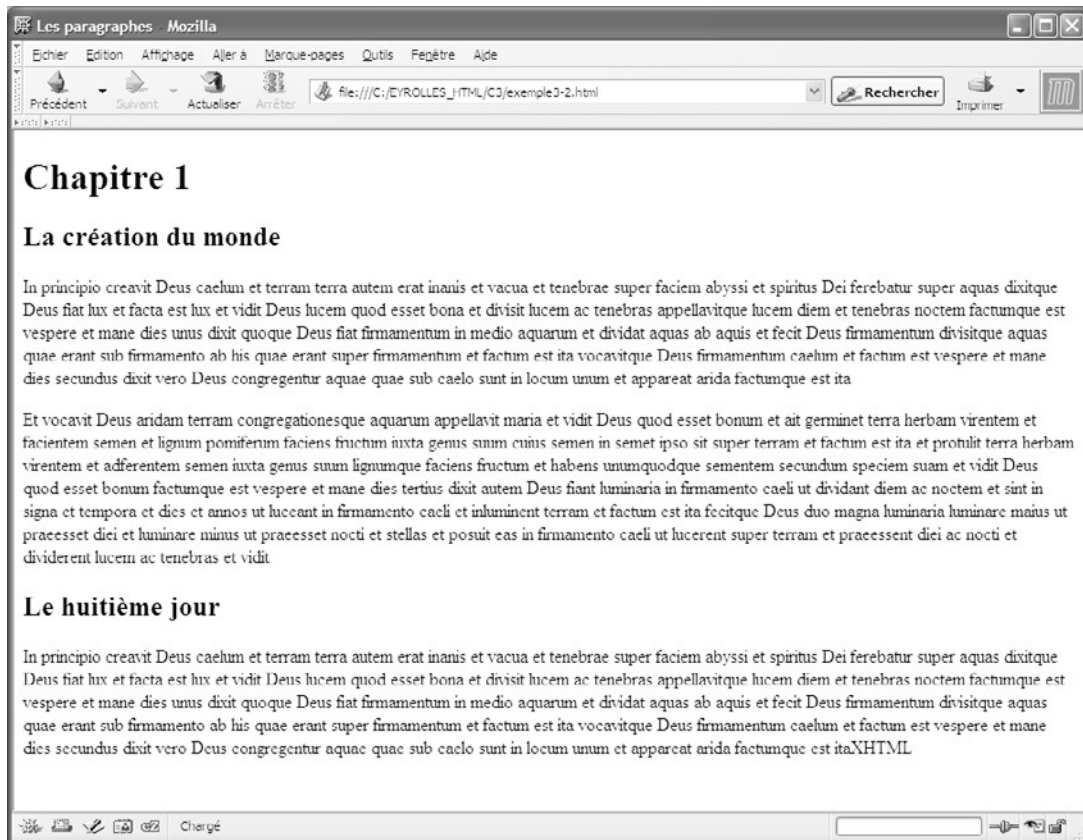 Les paragraphes - Mozilla
Fichier Edition Affichage Aller à Marque-pages Outils Fenêtre Aide
Précédent Suivant Actualiser Arrêter file:///C:/EYROLLES_HTML/C3/exemple3-2.html Rechercher Imprimer
Chapitre 1
La création du monde
In principio creavit Deus caelum et terram terra autem erat inanis et vacua et tenebrae super faciem abyssi et spiritus Dei ferebatur super aquas dixitque
Deus fiat lux et facta est lux et vidit Deus lucem quod esset bona et divisit lucem ac tenebras appellavitque lucem diem et tenebras noctem factumque est
vespere et mane dies unus dixit quoque Deus fiat firmamentum in medio aquarum et dividat aquas ab aquis et fecit Deus firmamentum divisitque aquas
quae erant sub firmamento ab his quae erant super firmamentum et factum est ita vocavitque Deus firmamentum caelum et factum est vespere et mane
dies secundus dixit vero Deus congregentur aquae quae sub caelo sunt in locum unum et appareat arida factumque est ita
Et vocavit Deus aridam terram congregationesque aquarum appellavit maria et vidit Deus quod esset bonum et ait germinet terra herbam virentem et
facientem semen et lignum pomiferum faciens fructum iuxta genus suum cuius semen in semet ipso sit super terram et factum est ita et protulit terra herbam
virentem et adferentem semen iuxta genus suum lignumque faciens fructum et habens unumquodque sementem secundum speciem suam et vidit Deus
quod esset bonum factumque est vespere et mane dies tertius dixit autem Deus fiant luminaria in firmamento caeli ut dividant diem ac noctem et sint in
signa et tempora et dies et annos ut luceant in firmamento caeli et inluminent terram et factum est ita fecitque Deus duo magna luminaria luminare maius ut
praeesset diei et luminare minus ut praeesset nocti et stellas et posuit eas in firmamento caeli ut lucerent super terram et praeessent diei ac nocti et
dividerent lucem ac tenebras et vidit
Le huitième jour
In principio creavit Deus caelum et terram terra autem erat inanis et vacua et tenebrae super faciem abyssi et spiritus Dei ferebatur super aquas dixitque
Deus fiat lux et facta est lux et vidit Deus lucem quod esset bona et divisit lucem ac tenebras appellavitque lucem diem et tenebras noctem factumque est
vespere et mane dies unus dixit quoque Deus fiat firmamentum in medio aquarum et dividat aquas ab aquis et fecit Deus firmamentum divisitque aquas
quae erant sub firmamento ab his quae erant super firmamentum et factum est ita vocavitque Deus firmamentum caelum et factum est vespere et mane
dies secundus dixit vero Deus congregentur aquae quae sub caelo sunt in locum unum et appareat arida factumque est itaXHTML
Chargé